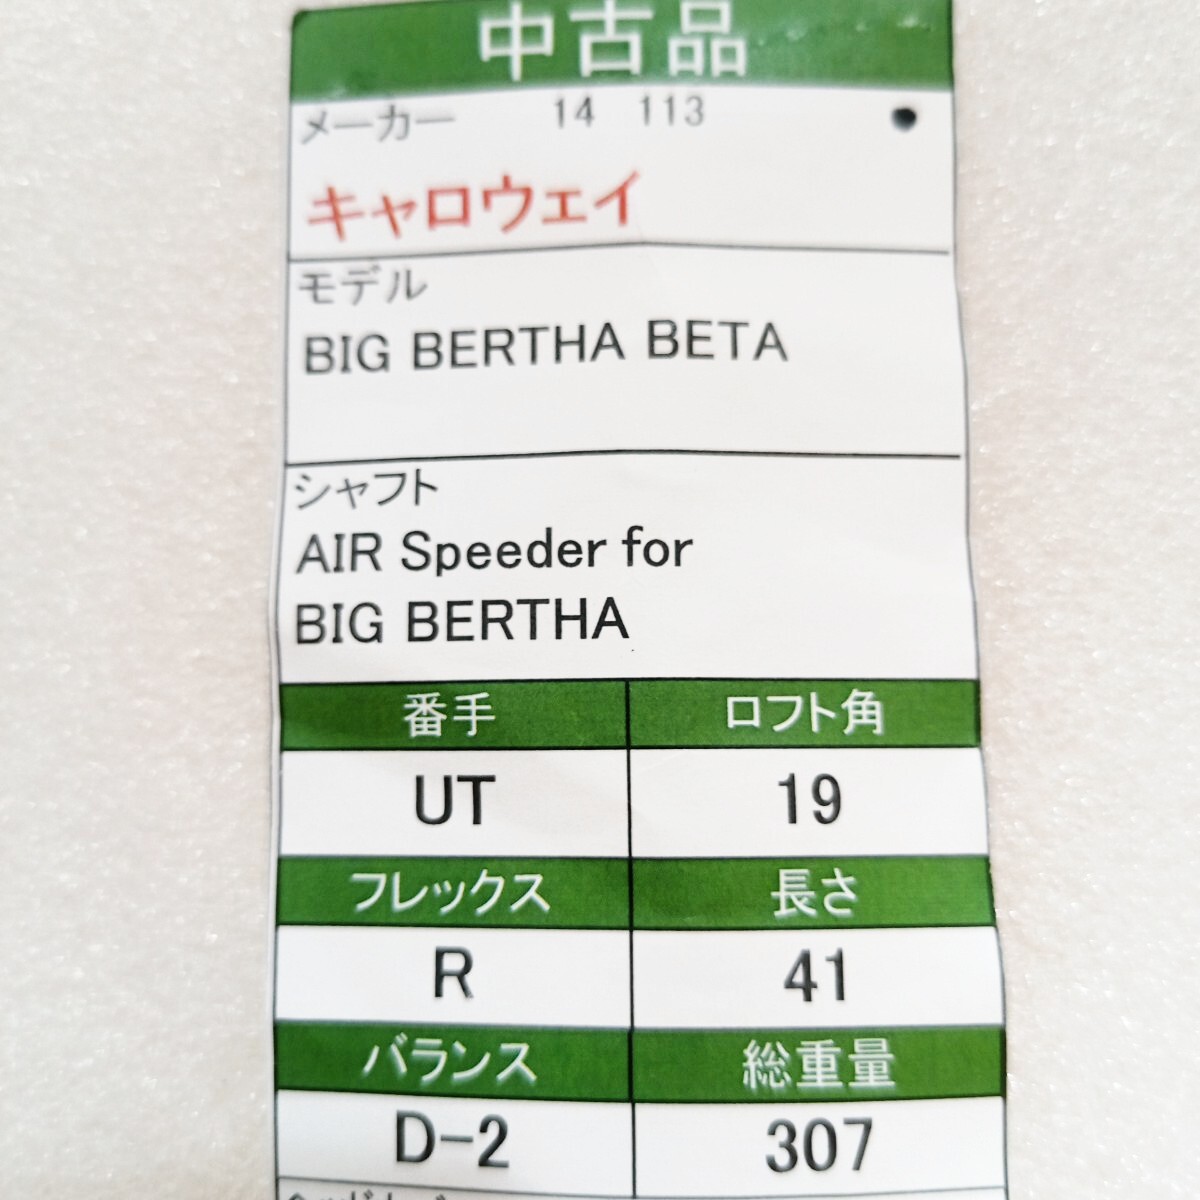 中古品
メーカー 14 113
キャロウェイ
モデル
BIG BERTHA BETA
シャフト
AIR Speeder for
BIG BERTHA
番手 ロフト角
UT 19
フレックス 長さ
R 41
バランス 総重量
D-2 307